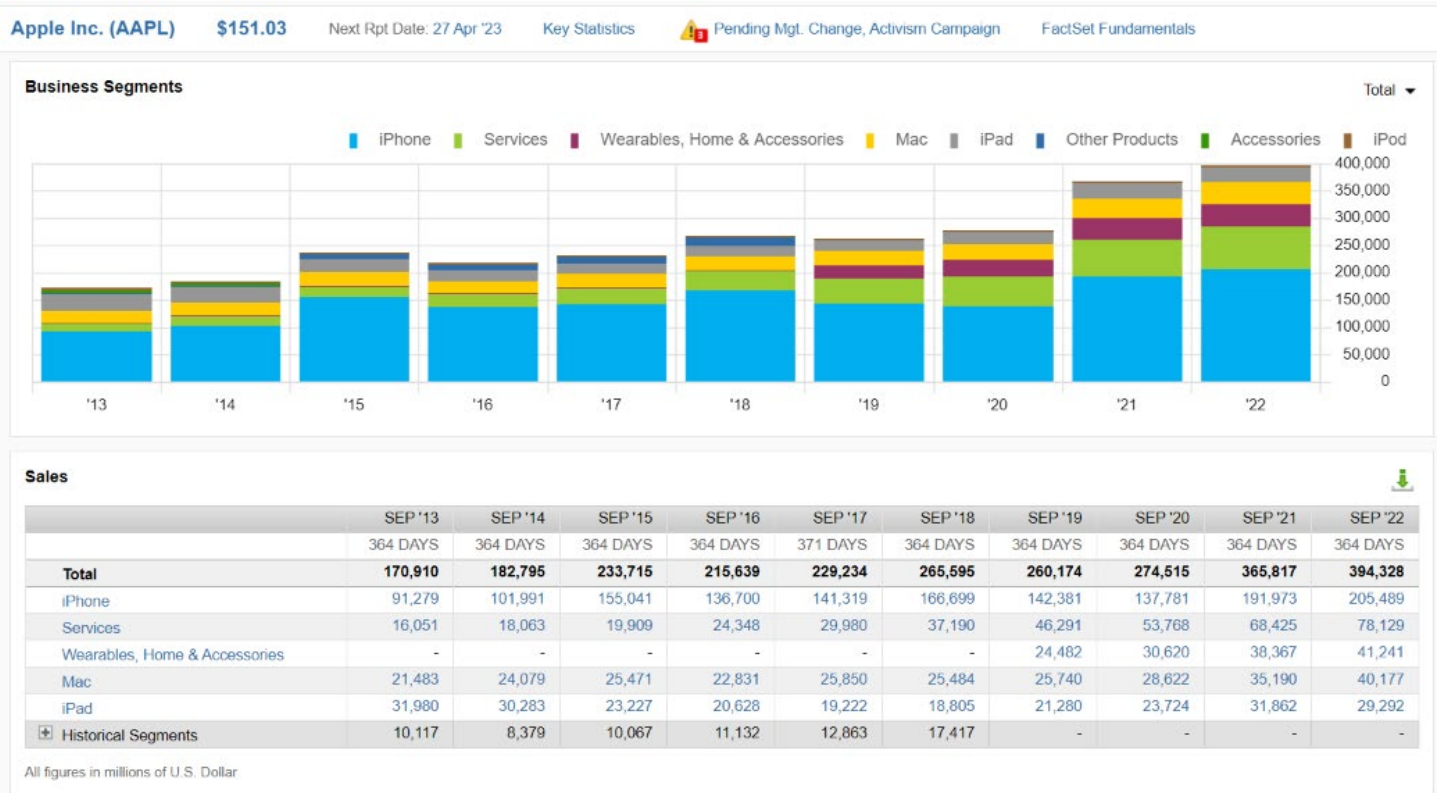 Apple Inc. (AAPL) $151.03 Next Rpt Date: 27 Apr '23 Key Statistics 3 Pending Mgt. Change, Activism Campaign FactSet Fundamentals
Business Segments Total
iPhone Services Wearables, Home & Accessories Mac iPad Other Products Accessories iPod
400,000
350,000
300,000
250,000
200,000
150,000
100,000
50,000
0
'13 '14 '15 '16 '17 '18 '19 '20 '21 '22
Sales
SEP '13 SEP '14 SEP '15 SEP '16 SEP '17 SEP '18 SEP '19 SEP '20 SEP '21 SEP '22
364 DAYS 364 DAYS 364 DAYS 364 DAYS 371 DAYS 364 DAYS 364 DAYS 364 DAYS 364 DAYS 364 DAYS
Total 170,910 182,795 233,715 215,639 229,234 265,595 260,174 274,515 365,817 394,328
iPhone 91,279 101,991 155,041 136,700 141,319 166,699 142,381 137,781 191,973 205,489
Services 16,051 18,063 19,909 24,348 29,980 37,190 46,291 53,768 68,425 78,129
Wearables, Home & Accessories - - - - - - 24,482 30,620 38,367 41,241
Mac 21,483 24,079 25,471 22,831 25,850 25,484 25,740 28,622 35,190 40,177
iPad 31,980 30,283 23,227 20,628 19,222 18,805 21,280 23,724 31,862 29,292
Historical Segments 10,117 8,379 10,067 11,132 12,863 17,417 - - - -
All figures in millions of U.S. Dollar